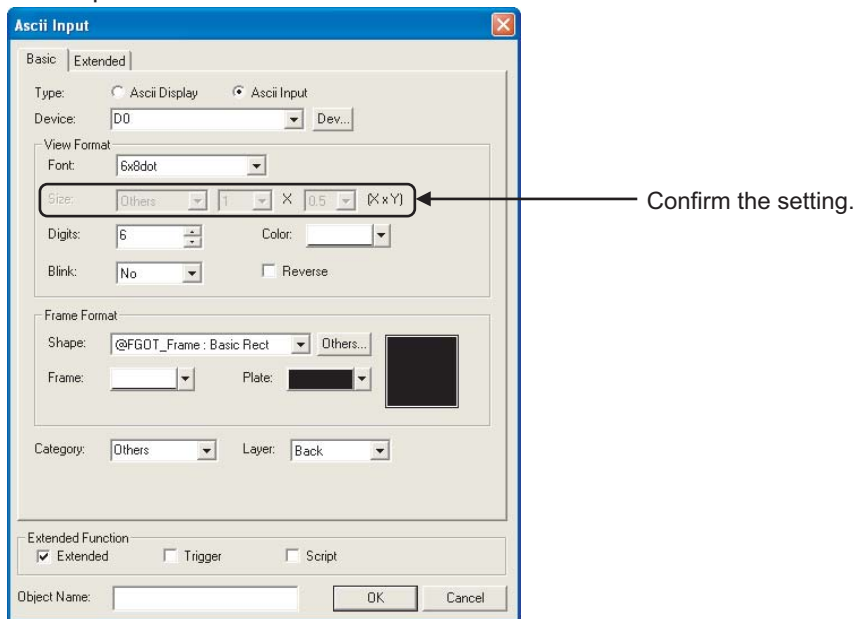 Ascii Input
Basic Extended
Type: Ascii Display Ascii Input
Device: D0 Dev...
View Format
Font: 6x8dot
Size: Others 1 X 0.5 (X x Y)
Confirm the setting.
Digits: 6 Color:
Blink: No Reverse
Frame Format
Shape: @FGOT_Frame : Basic Rect Others...
Frame: Plate:
Category: Others Layer: Back
Extended Function
Extended Trigger Script
Object Name: OK Cancel